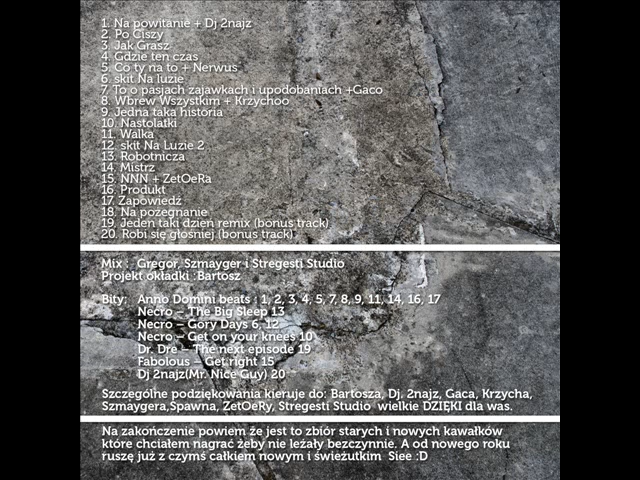 1. Na powitanie + Dj 2najz
2. Po Ciszy
3. Jak Grasz
4. Gdzie ten czas
5. Co ty na to + Nerwus
6. skit Na luzie
7. To o pasjach zajawkach i upodobaniach +Gaco
8. Wbrew Wszystkim + Krzychoo
9. Jedna taka historia
10. Nastolatki
11. Walka
12. skit Na Luzie 2
13. Robotnicza
14. Mistrz
15. NNN + ZetOeRa
16. Produkt
17. Zapowiedź
18. Na pożegnanie
19. Jeden taki dzień remix (bonus track)
20. Robi się głośniej (bonus track)
Mix : Gregor, Szmayger i Stregesti Studio
Projekt okładki :Bartosz
Bity: Anno Domini beats : 1, 2, 3, 4, 5, 7, 8, 9, 11, 14, 16, 17
Necro – The Big Sleep 13
Necro – Gory Days 6, 12
Necro – Get on your knees 10
Dr. Dre – The next episode 19
Fabolous – Get right 15
Dj 2najz(Mr. Nice Guy) 20
Szczególne podziękowania kieruje do: Bartosza, Dj. 2najz, Gaca, Krzycha,
Szmaygera,Spawna, ZetOeRy, Stregesti Studio wielkie DZIĘKI dla was.
Na zakończenie powiem że jest to zbiór starych i nowych kawałków
które chciałem nagrać żeby nie leżały bezczynnie. A od nowego roku
ruszę już z czymś całkiem nowym i świeżutkim Siee :D